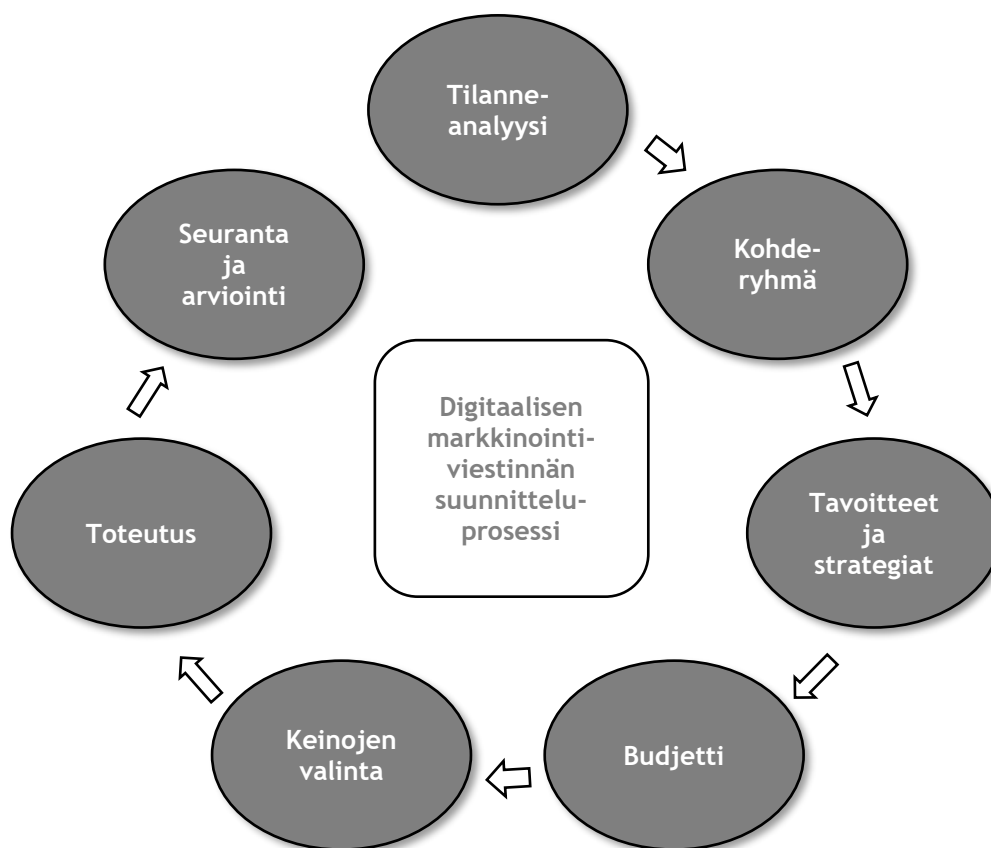 Tilanne-
analyysi
Kohde-
ryhmä
Tavoitteet
ja
strategiat
Budjetti
Keinojen
valinta
Toteutus
Seuranta
ja
arviointi
Digitaalisen
markkinointi-
viestinnän
suunnittelu-
prosessi